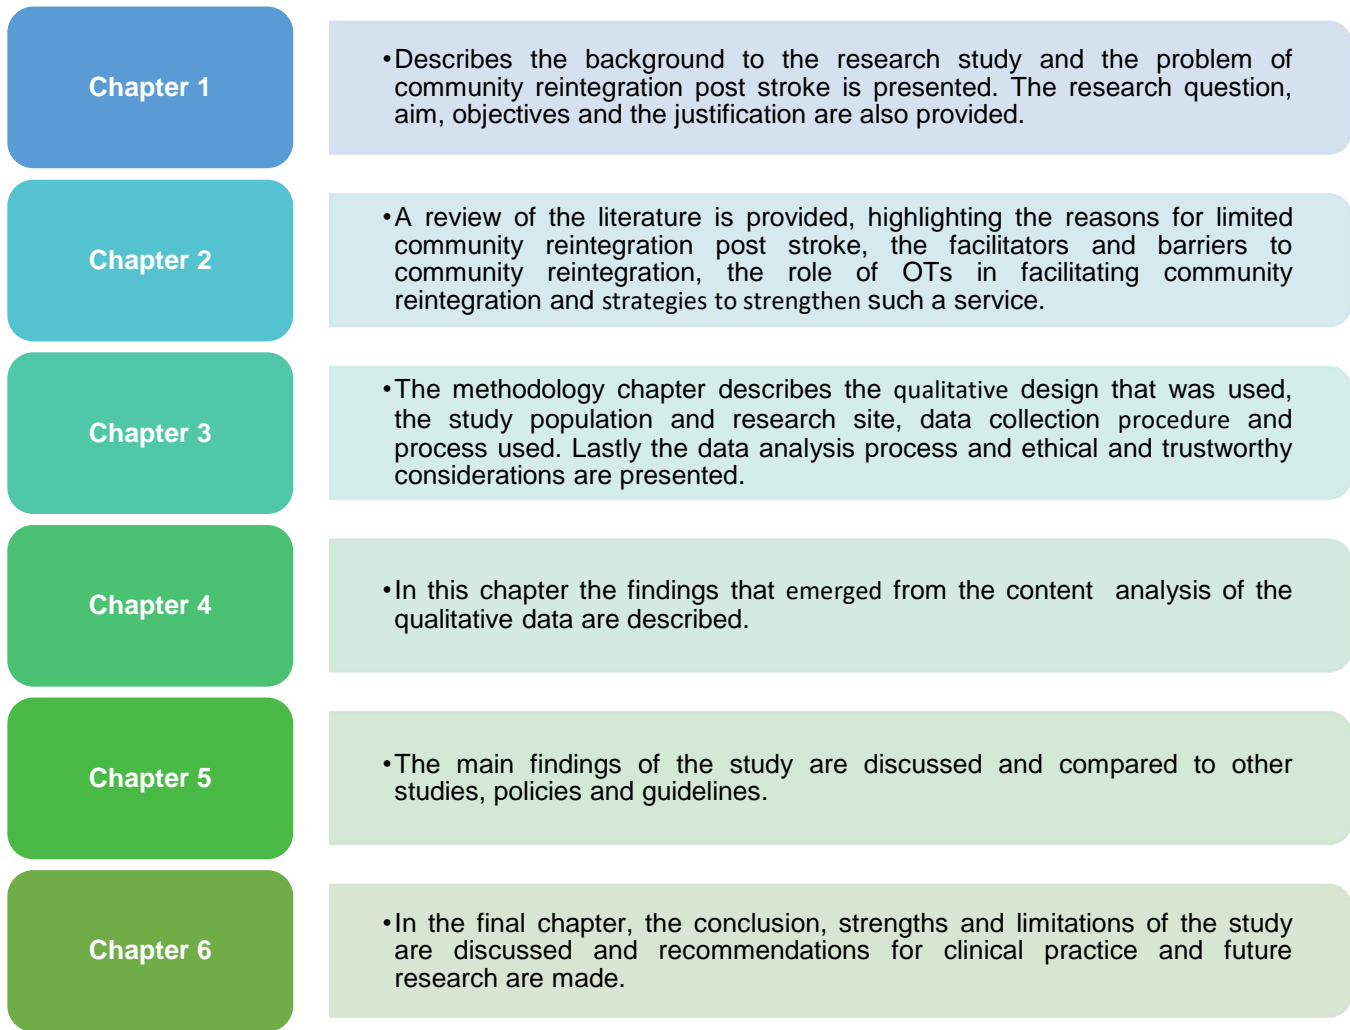 Chapter 1
•Describes the background to the research study and the problem of
community reintegration post stroke is presented. The research question,
aim, objectives and the justification are also provided.
Chapter 2
•A review of the literature is provided, highlighting the reasons for limited
community reintegration post stroke, the facilitators and barriers to
community reintegration, the role of OTs in facilitating community
reintegration and strategies to strengthen such a service.
Chapter 3
•The methodology chapter describes the qualitative design that was used,
the study population and research site, data collection procedure and
process used. Lastly the data analysis process and ethical and trustworthy
considerations are presented.
Chapter 4
•In this chapter the findings that emerged from the content analysis of the
qualitative data are described.
Chapter 5
•The main findings of the study are discussed and compared to other
studies, policies and guidelines.
Chapter 6
•In the final chapter, the conclusion, strengths and limitations of the study
are discussed and recommendations for clinical practice and future
research are made.